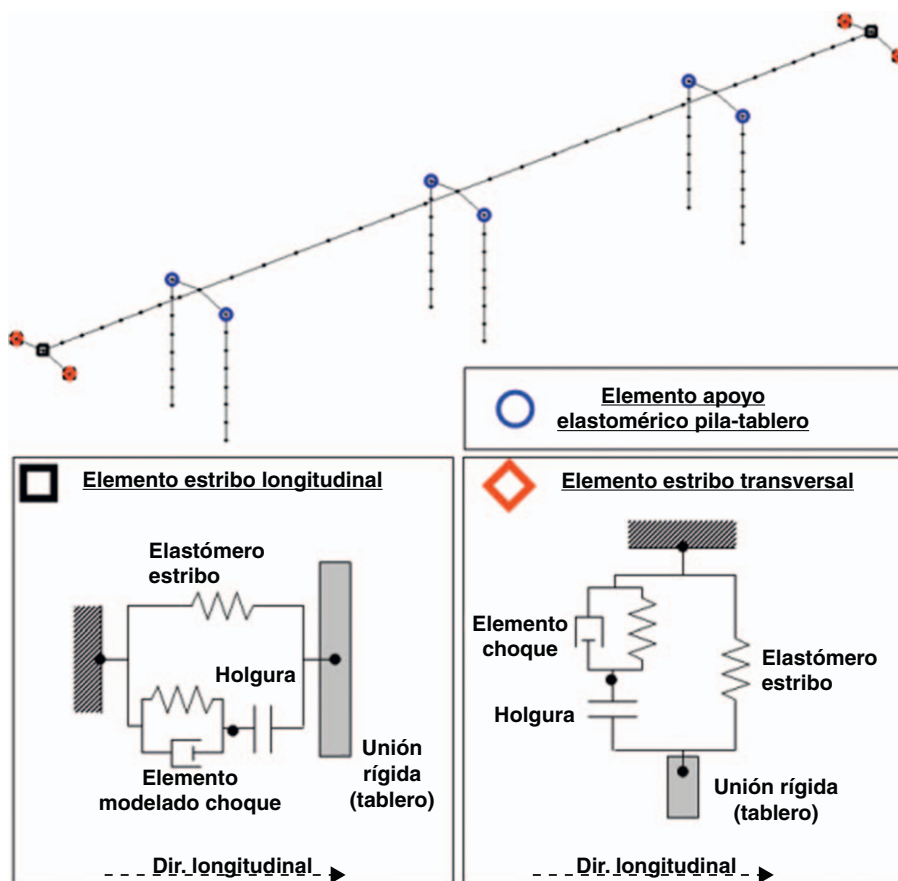 Elemento apoyo
elastomérico pila-tablero
Elemento estribo longitudinal
Elastómero
estribo
Holgura
Elemento
modelado choque
Unión
rígida
(tablero)
Dir. longitudinal
Elemento estribo transversal
Elemento
choque
Holgura
Elastómero
estribo
Unión rígida
(tablero)
Dir. longitudinal